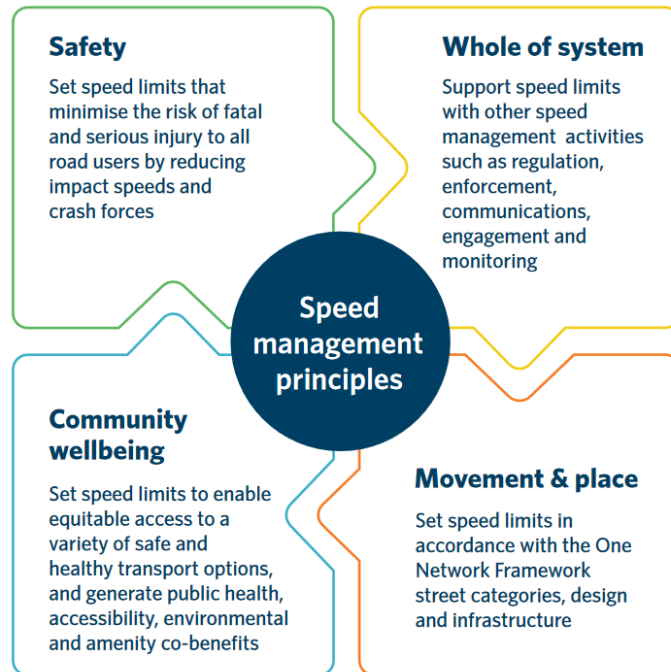 Safety
Set speed limits that
minimise the risk of fatal
and serious injury to all
road users by reducing
impact speeds and
crash forces
Whole of system
Support speed limits
with other speed
management activities
such as regulation,
enforcement,
communications,
engagement and
monitoring
Speed
management
principles
Community
wellbeing
Set speed limits to enable
equitable access to a
variety of safe and
healthy transport options,
and generate public health,
accessibility, environmental
and amenity co-benefits
Movement & place
Set speed limits in
accordance with the One
Network Framework
street categories, design
and infrastructure